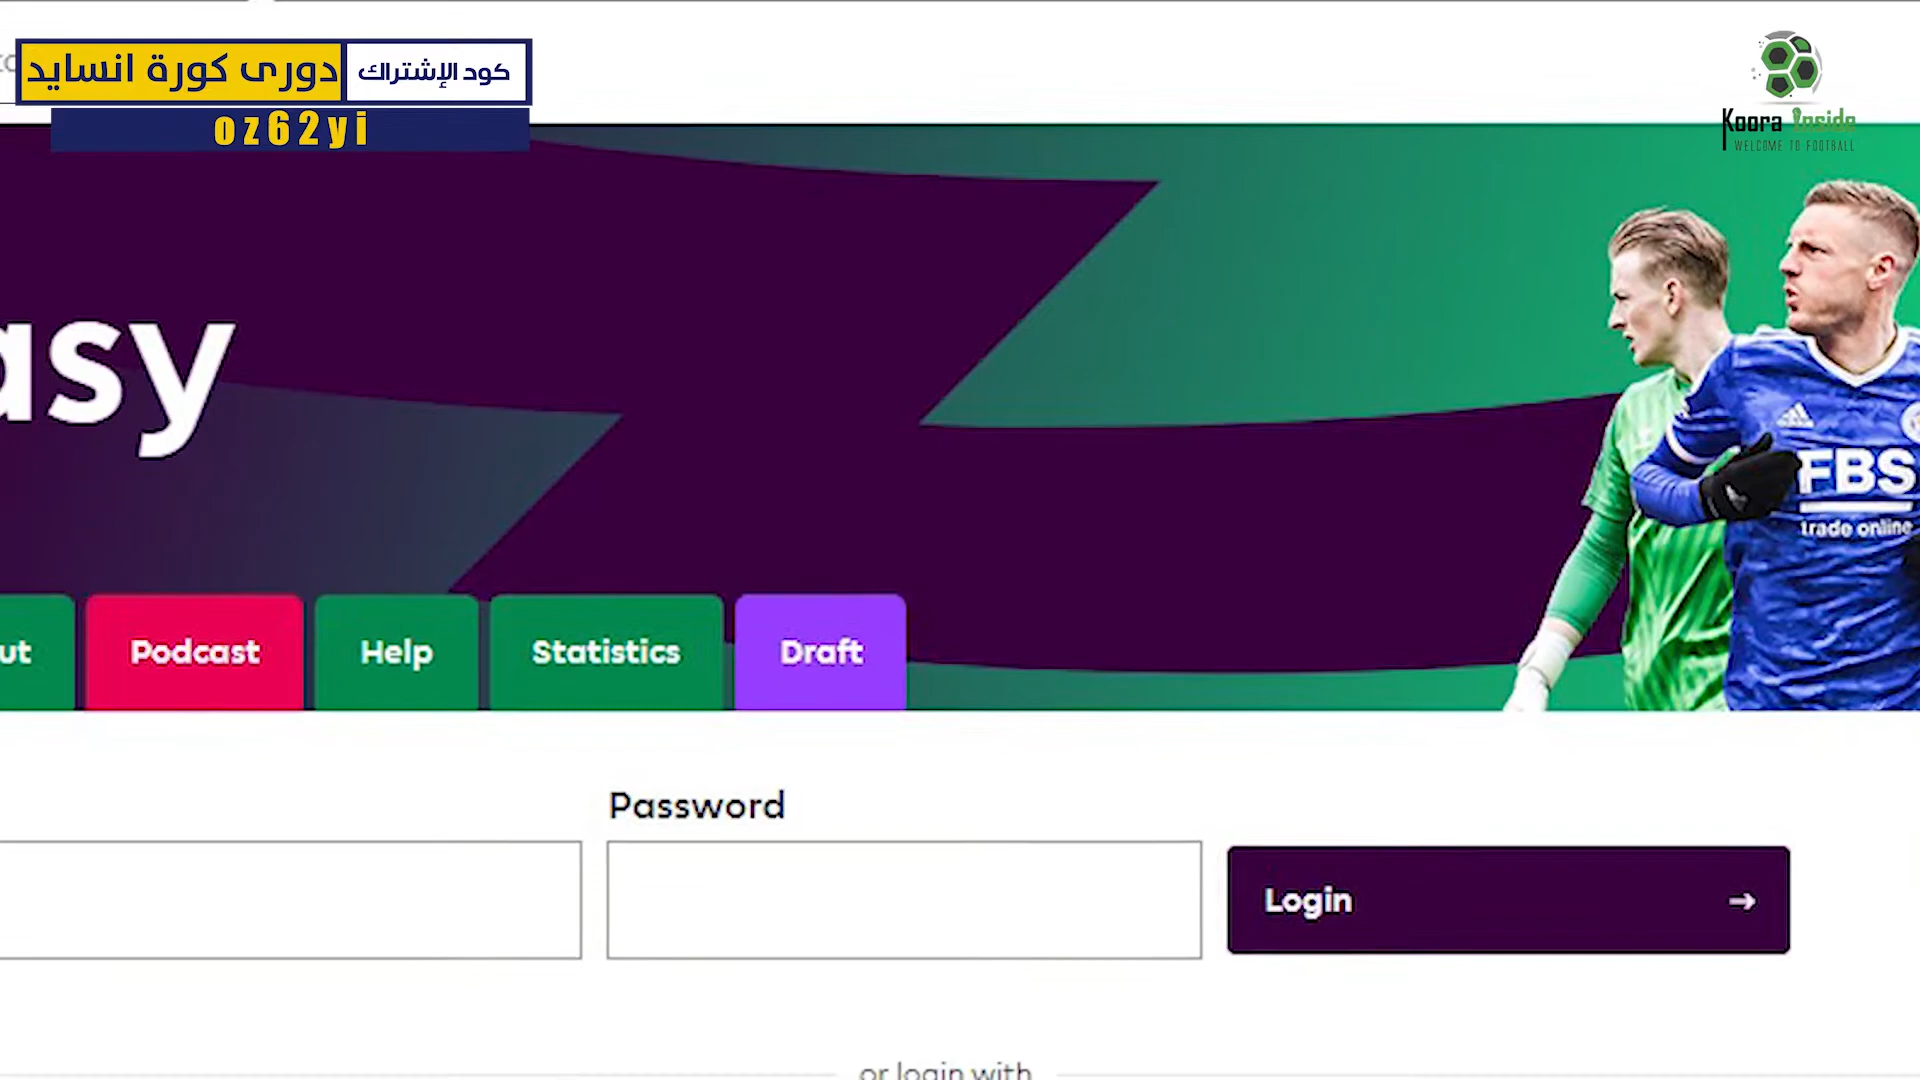 كود الإشتراك دورى كورة انسايد
oz62yi
Koora Inside
WELCOME TO FOOTBALL
asy
FBS
trade online
ut Podcast Help Statistics Draft
Password
Login →
or login with